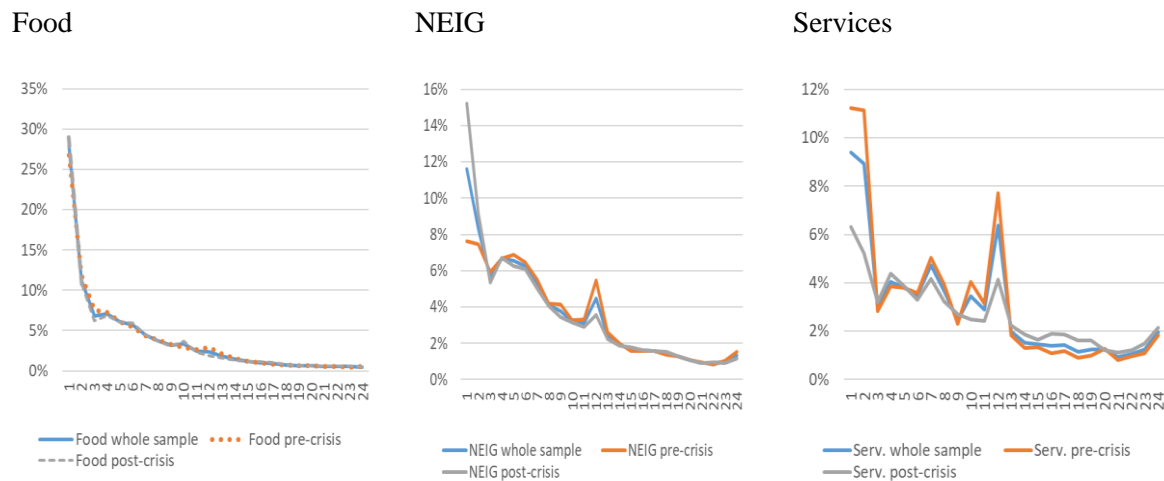 Food
NEIG
Services
35%
30%
25%
20%
15%
10%
5%
0%
1 2 3 4 5 6 7 8 9 10 11 12 13 14 15 16 17 18 19 20 21 22 23 24
Food whole sample Food pre-crisis
Food post-crisis
16%
14%
12%
10%
8%
6%
4%
2%
0%
1 2 3 4 5 6 7 8 9 10 11 12 13 14 15 16 17 18 19 20 21 22 23 24
NEIG whole sample NEIG pre-crisis
NEIG post-crisis
12%
10%
8%
6%
4%
2%
0%
1 2 3 4 5 6 7 8 9 10 11 12 13 14 15 16 17 18 19 20 21 22 23 24
Serv. whole sample Serv. pre-crisis
Serv. post-crisis